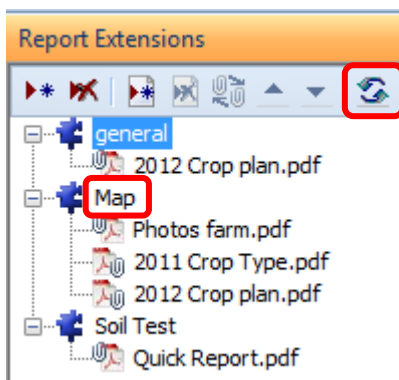 Report Extensions
general
2012 Crop plan.pdf
Map
Photos farm.pdf
2011 Crop Type.pdf
2012 Crop plan.pdf
Soil Test
Quick Report.pdf